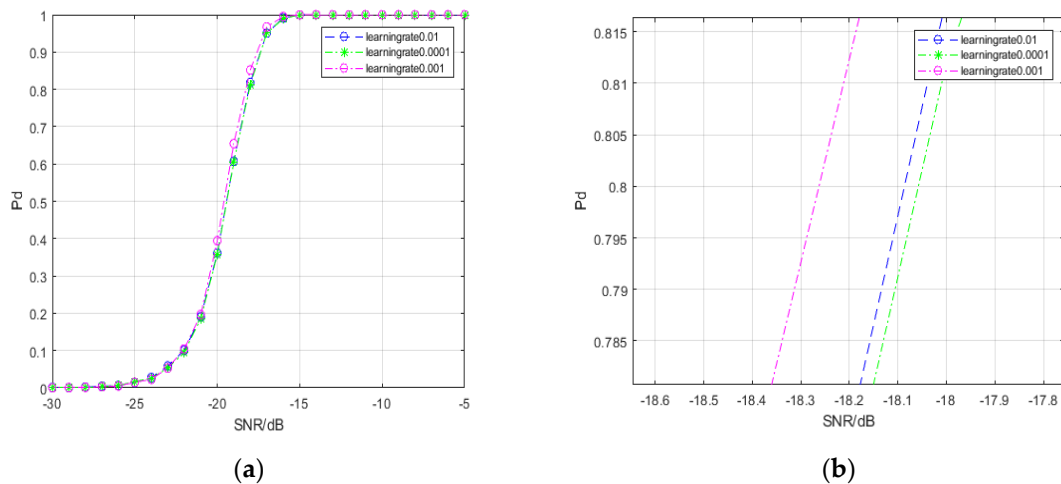 1
0.9
0.8
0.7
0.6
0.5
0.4
0.3
0.2
0.1
0
Pd
-30
-25
-20
-15
-10
-5
SNR/dB
learningrate0.01
learningrate0.0001
learningrate0.001
(a)
0.815
0.81
0.805
0.8
0.795
0.79
0.785
Pd
-18.6
-18.5
-18.4
-18.3
-18.2
-18.1
-18
-17.9
-17.8
SNR/dB
learningrate0.01
learningrate0.0001
learningrate0.001
(b)